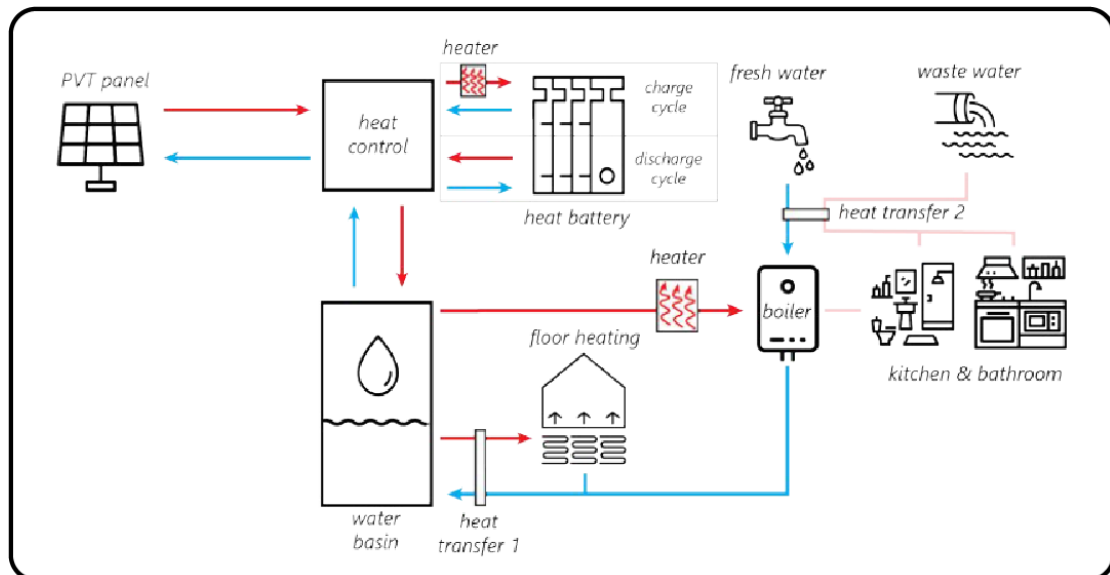 heater
PVT panel
fresh water
waste water
heat
control
charge
cycle
discharge
cycle
heat battery
heat transfer 2
heater
boiler
floor heating
kitchen & bathroom
water
basin
heat
transfer 1